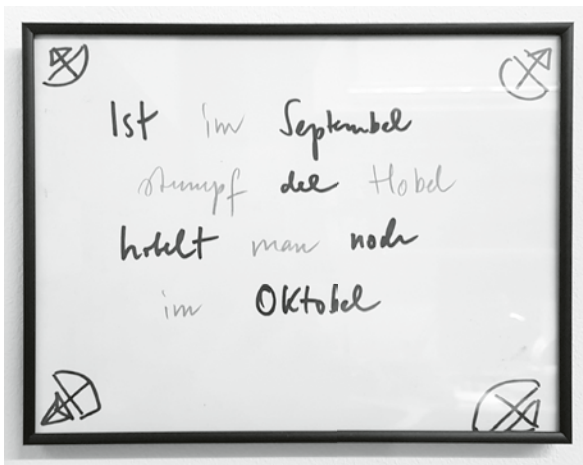 Ist im Septembel
stumpf del Hobel
hobelt man noch
im Oktobel